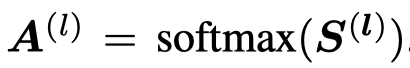 A^{(l)} = softmax(S^{(l)}).